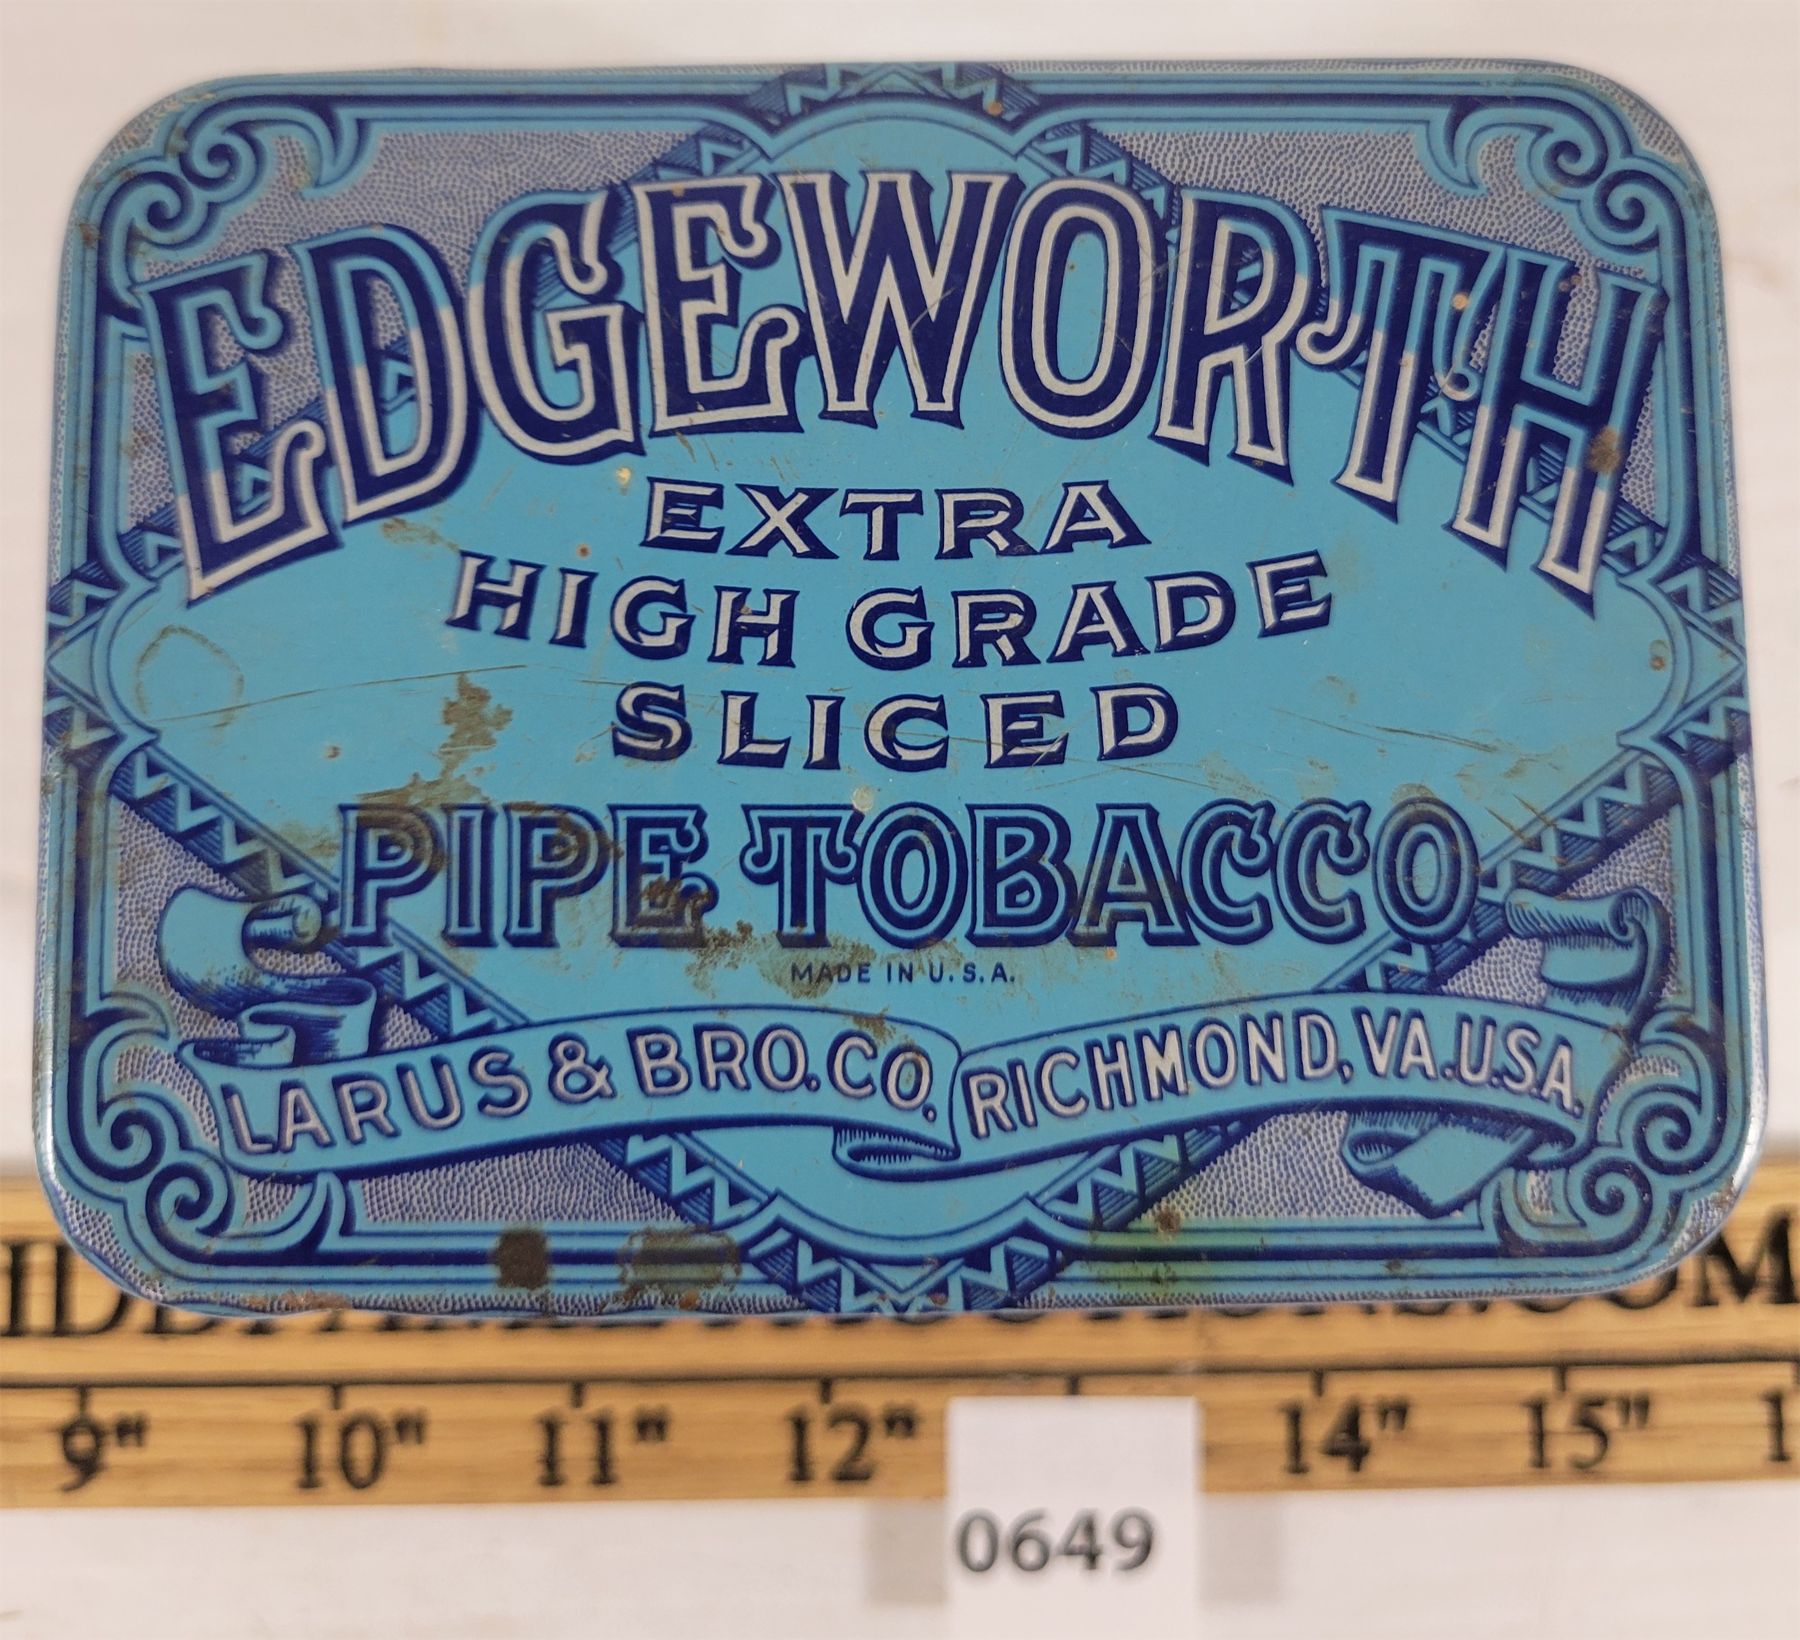 EDGEWORTH
EXTRA
HIGH GRADE
SLICED
PIPE TOBACCO
MADE IN U.S.A.
LARUS & BRO. CO. RICHMOND, VA. U.S.A.
9" 10" 11" 12" 14" 15"
0649